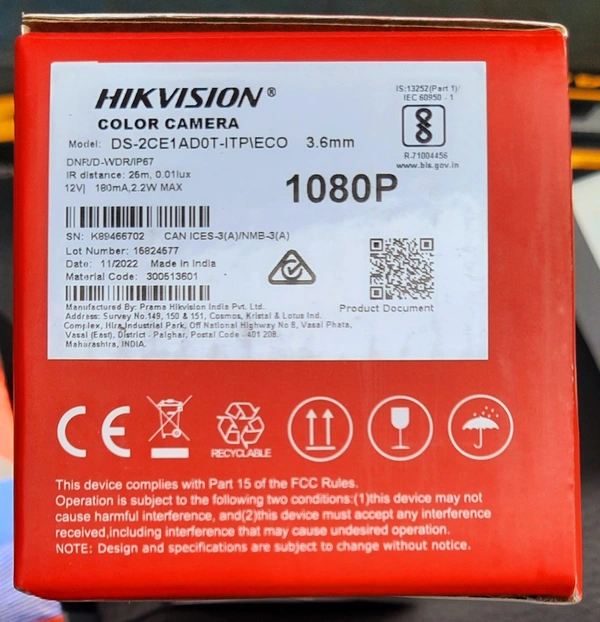 HIKVISION®
COLOR CAMERA
Model: DS-2CE1AD0T-ITP\ECO 3.6mm
DNR/D-WDR/IP67
IR distance: 25m, 0.01lux
12V⎓ 180mA,2.2W MAX
1080P
IS:13252(Part 1)/
IEC 60950 - 1
R-71004456
www.bis.gov.in
SN: K89466702 CAN ICES-3(A)/NMB-3(A)
Lot Number: 15824577
Date: 11/2022 Made In India
Material Code: 300513601
Product Document
Manufactured By: Prama Hikvision India Pvt. Ltd.
Address: Survey No.149, 150 & 151, Cosmos, Kristal & Lotus Ind.
Complex, Hira Industrial Park, Off National Highway No 8, Vasai Phata,
Vasai (East), District - Palghar, Postal Code - 401 208.
Maharashtra, INDIA.
CE
RECYCLABLE
This device complies with Part 15 of the FCC Rules.
Operation is subject to the following two conditions:(1)this device may not
cause harmful interference, and(2)this device must accept any interference
received,including interference that may cause undesired operation.
NOTE: Design and specifications are subject to change without notice.